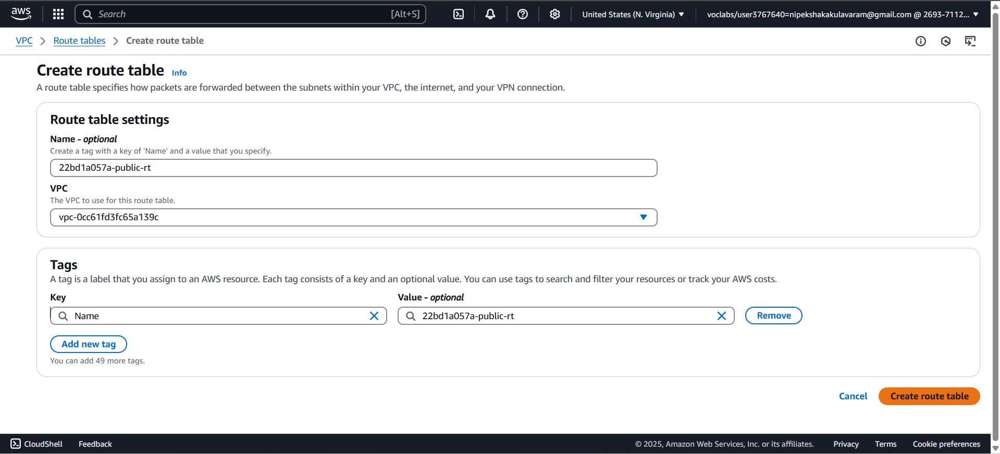 aws
Search [Alt+S] United States (N. Virginia) voclabs/user3767640=nipekshakakulavaram@gmail.com @ 2693-7112...
VPC Route tables Create route table
Create route table Info
A route table specifies how packets are forwarded between the subnets within your VPC, the internet, and your VPN connection.
Route table settings
Name - optional
Create a tag with a key of 'Name' and a value that you specify.
22bd1a057a-public-rt
VPC
The VPC to use for this route table.
vpc-0cc61fd3fc65a139c
Tags
A tag is a label that you assign to an AWS resource. Each tag consists of a key and an optional value. You can use tags to search and filter your resources or track your AWS costs.
Key Value - optional
Name 22bd1a057a-public-rt Remove
Add new tag
You can add 49 more tags.
Cancel Create route table
CloudShell Feedback © 2025, Amazon Web Services, Inc. or its affiliates. Privacy Terms Cookie preferences